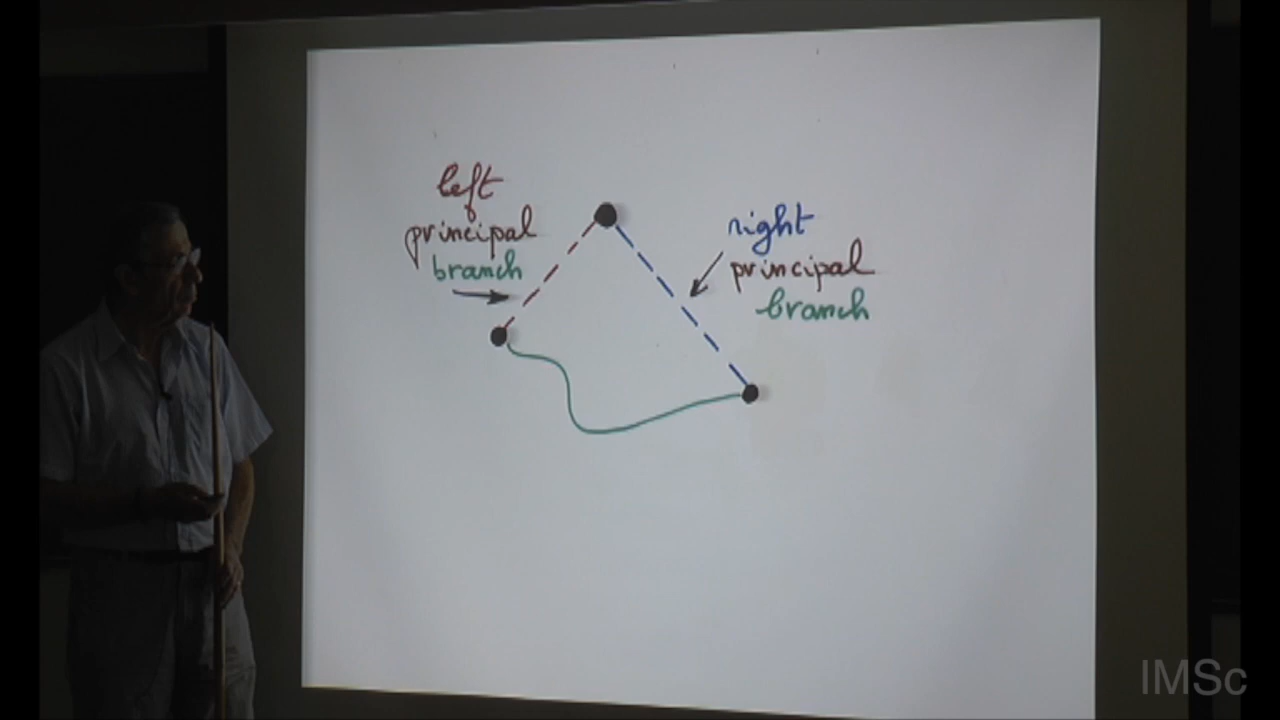 left
principal
branch
right
principal
branch
IMSc